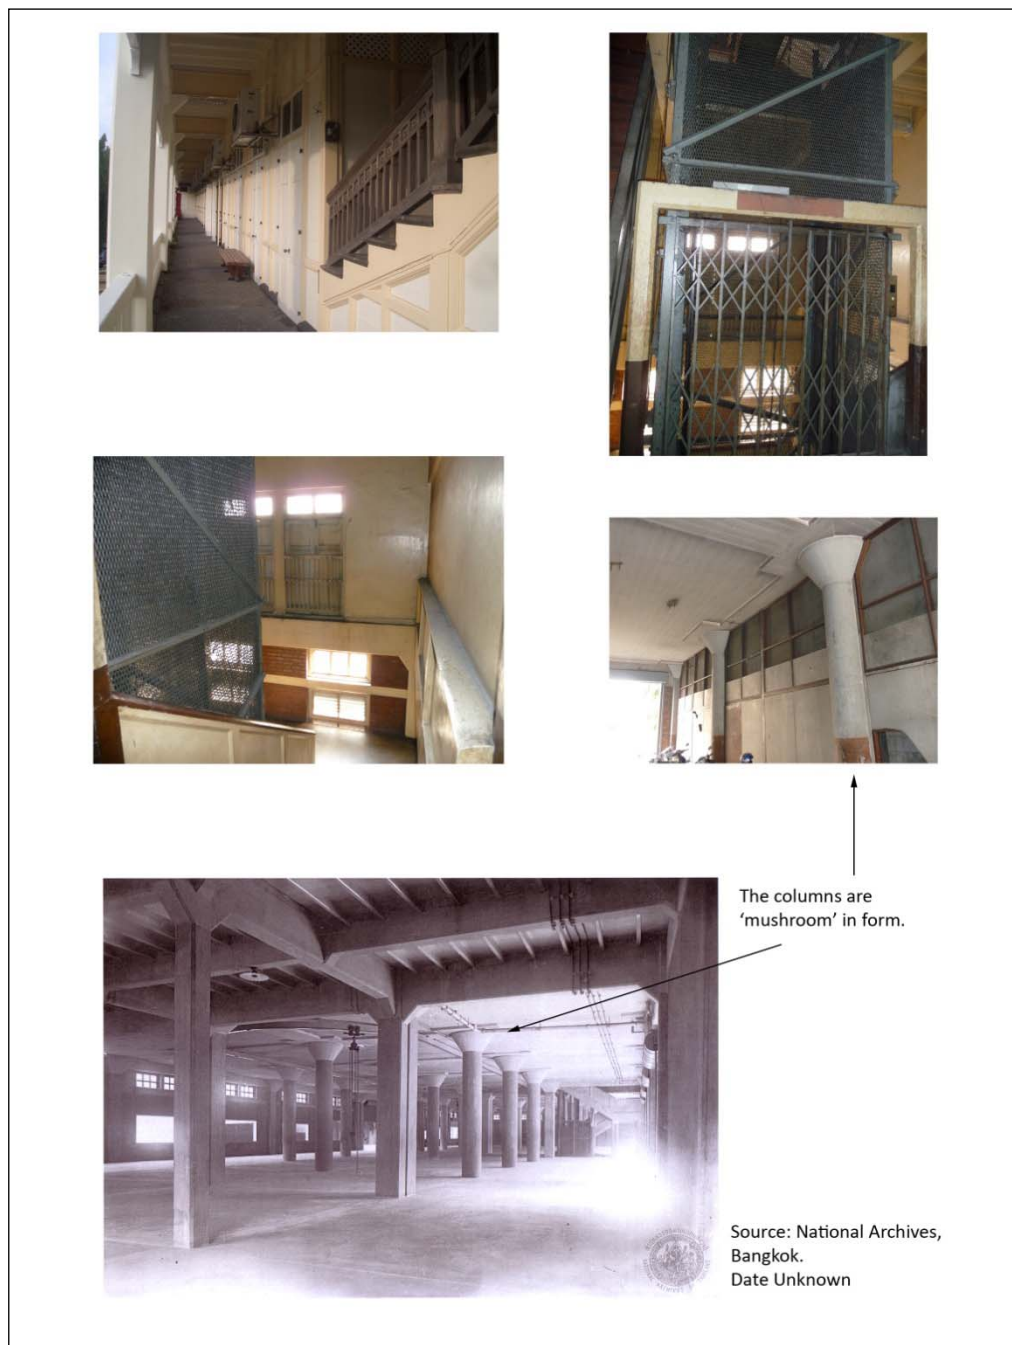 The columns are
‘mushroom’ in form.
Source: National Archives,
Bangkok.
Date Unknown